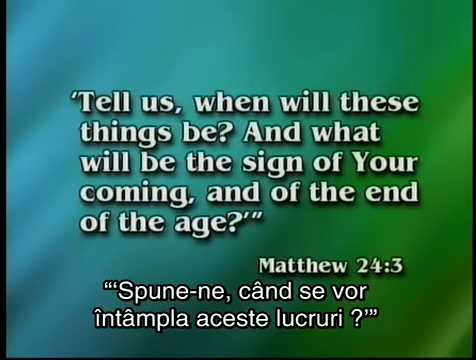 'Tell us, when will these
things be? And what
will be the sign of Your
coming, and of the end
of the age?'"
Matthew 24:3
“‘Spune-ne, când se vor
întâmpla aceste lucruri ?’”